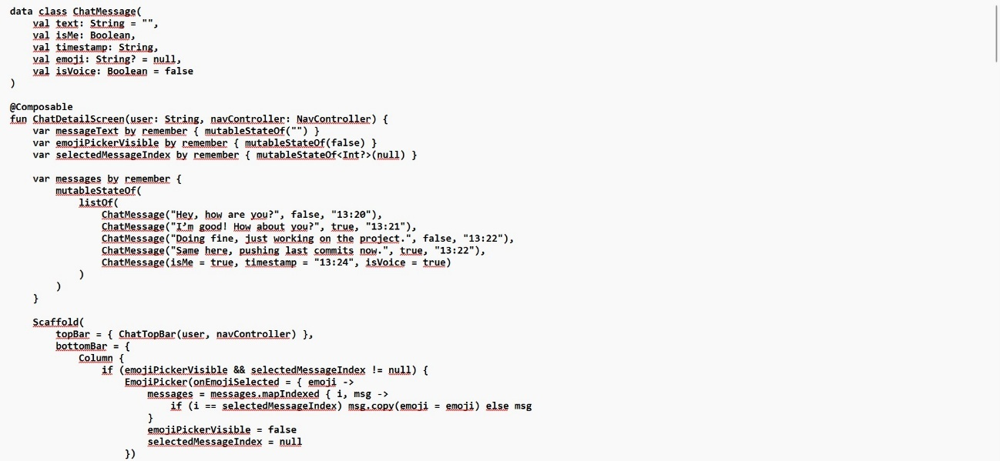 data class ChatMessage(
    val text: String = "",
    val isMe: Boolean,
    val timestamp: String,
    val emoji: String? = null,
    val isVoice: Boolean = false
)

@Composable
fun ChatDetailScreen(user: String, navController: NavController) {
    var messageText by remember { mutableStateOf("") }
    var emojiPickerVisible by remember { mutableStateOf(false) }
    var selectedMessageIndex by remember { mutableStateOf<Int?>(null) }

    var messages by remember {
        mutableStateOf(
            listOf(
                ChatMessage("Hey, how are you?", false, "13:20"),
                ChatMessage("I’m good! How about you?", true, "13:21"),
                ChatMessage("Doing fine, just working on the project.", false, "13:22"),
                ChatMessage("Same here, pushing last commits now.", true, "13:22"),
                ChatMessage(isMe = true, timestamp = "13:24", isVoice = true)
            )
        )
    }

    Scaffold(
        topBar = { ChatTopBar(user, navController) },
        bottomBar = {
            Column {
                if (emojiPickerVisible && selectedMessageIndex != null) {
                    EmojiPicker(onEmojiSelected = { emoji ->
                        messages = messages.mapIndexed { i, msg ->
                            if (i == selectedMessageIndex) msg.copy(emoji = emoji) else msg
                        }
                        emojiPickerVisible = false
                        selectedMessageIndex = null
                    })